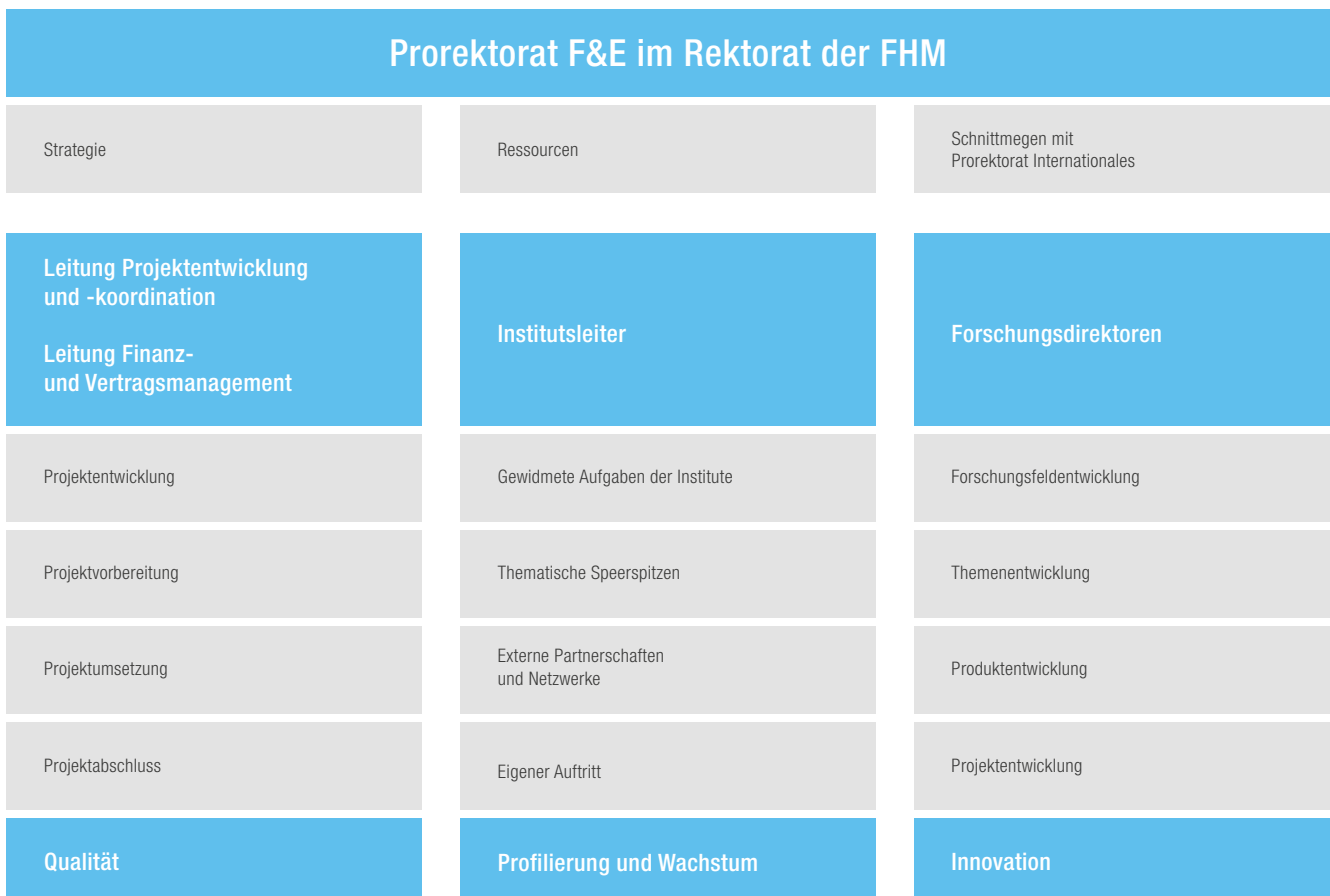 Prorektorat F&E im Rektorat der FHM
Strategie
Ressourcen
Schnittmegen mit
Prorektorat Internationales
Leitung Projektentwicklung
und -koordination
Leitung Finanz-
und Vertragsmanagement
Institutsleiter
Forschungsdirektoren
Projektentwicklung
Gewidmete Aufgaben der Institute
Forschungsfeldentwicklung
Projektvorbereitung
Thematische Speerspitzen
Themenentwicklung
Projektumsetzung
Externe Partnerschaften
und Netzwerke
Produktentwicklung
Projektabschluss
Eigener Auftritt
Projektentwicklung
Qualität
Profilierung und Wachstum
Innovation